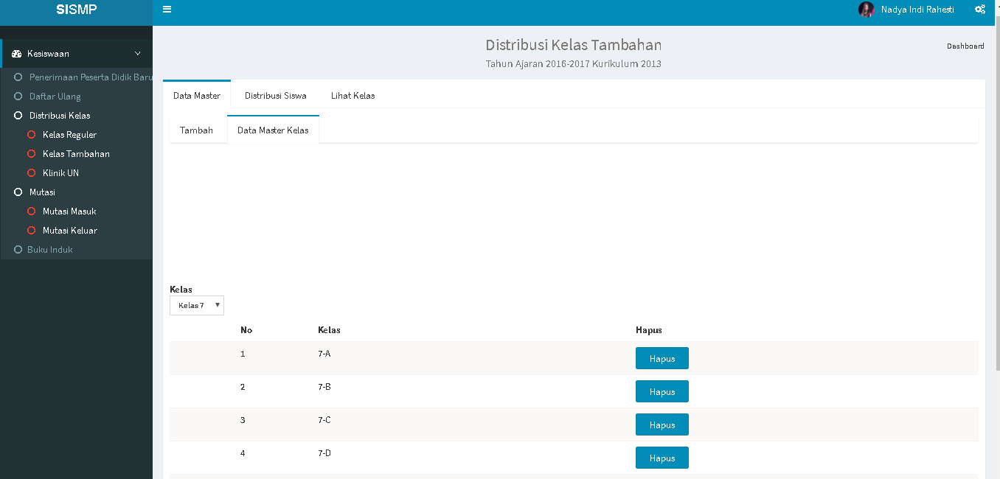 SISMP
Nadya Indi Rahesti
Kesiswaan
Penerimaan Peserta Didik Baru
Daftar Ulang
Distribusi Kelas
Kelas Reguler
Kelas Tambahan
Klinik UN
Mutasi
Mutasi Masuk
Mutasi Keluar
Buku Induk
Distribusi Kelas Tambahan
Tahun Ajaran 2016-2017 Kurikulum 2013
Dashboard
Data Master Distribusi Siswa Lihat Kelas
Tambah Data Master Kelas
Kelas
Kelas 7
No Kelas Hapus
1 7-A Hapus
2 7-B Hapus
3 7-C Hapus
4 7-D Hapus